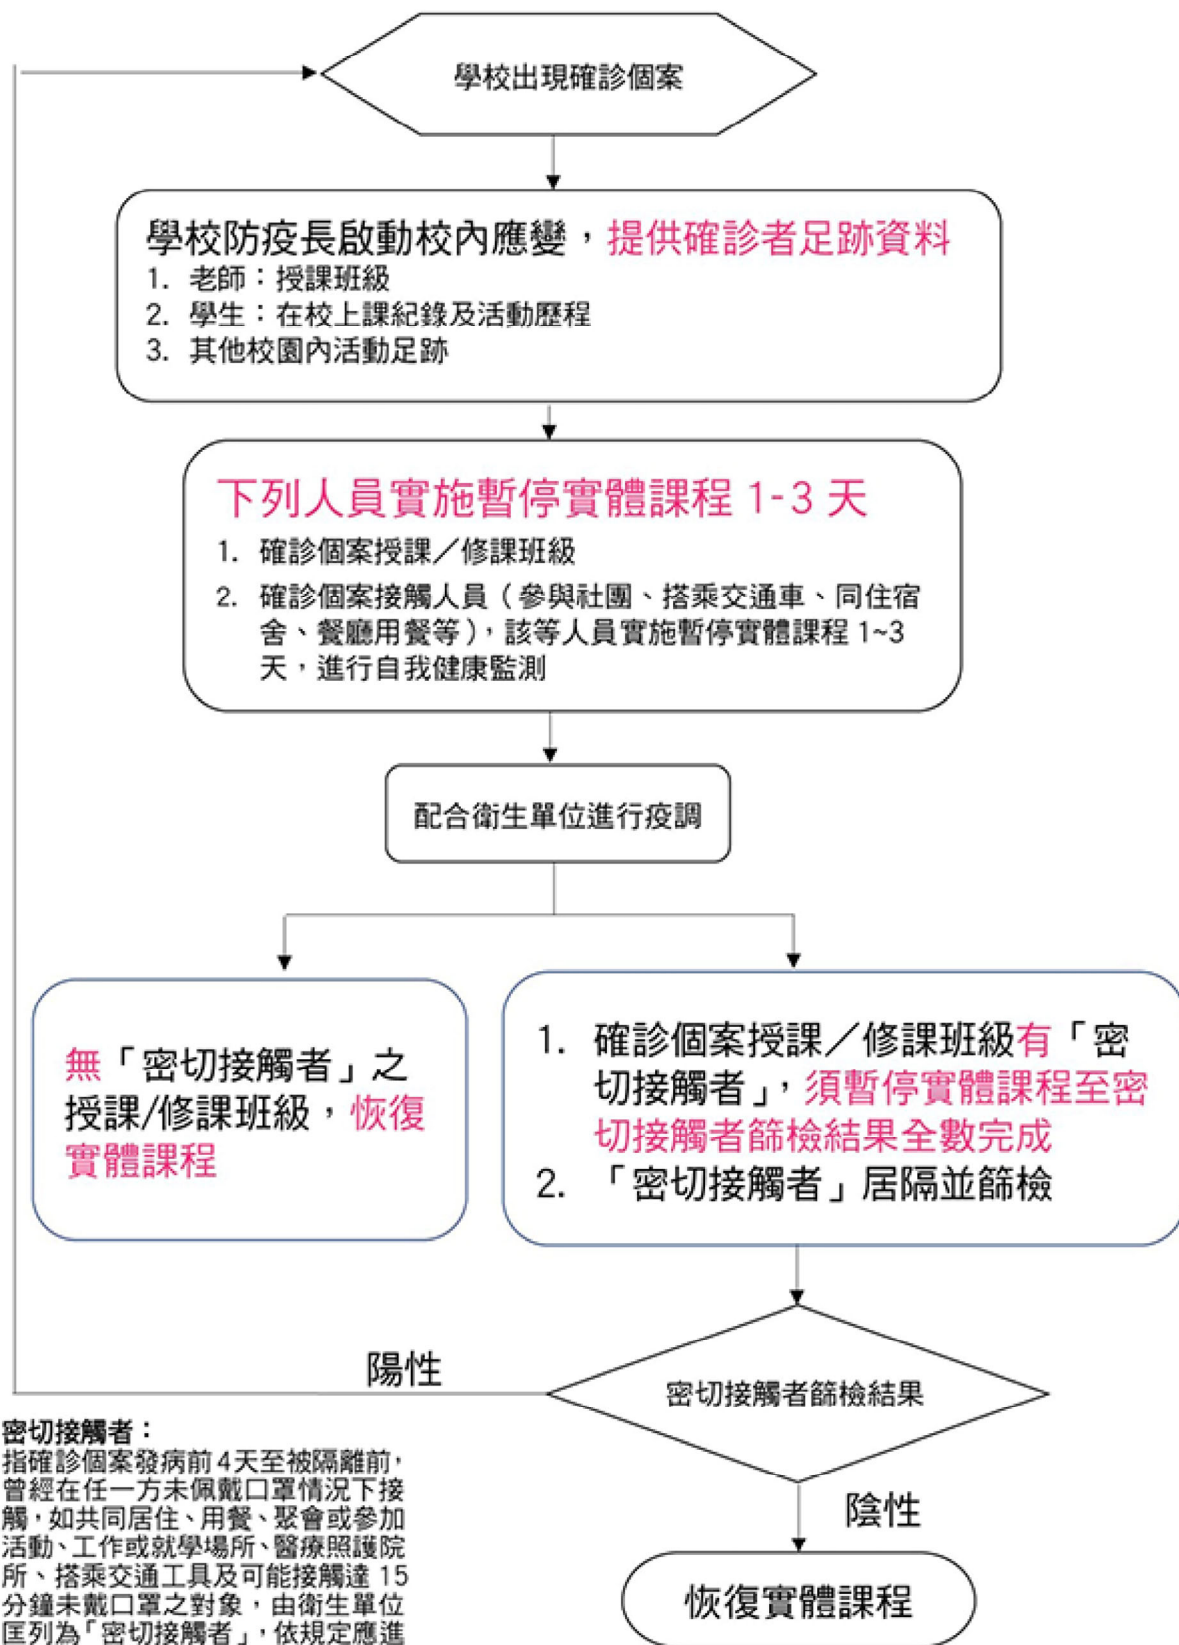 學校出現確診個案
學校防疫長啟動校內應變，提供確診者足跡資料
1. 老師：授課班級
2. 學生：在校上課紀錄及活動歷程
3. 其他校園內活動足跡
下列人員實施暫停實體課程 1-3 天
1. 確診個案授課／修課班級
2. 確診個案接觸人員（參與社團、搭乘交通車、同住宿
舍、餐廳用餐等），該等人員實施暫停實體課程 1~3
天，進行自我健康監測
配合衛生單位進行疫調
無「密切接觸者」之
授課/修課班級，恢復
實體課程
1. 確診個案授課／修課班級有「密
切接觸者」，須暫停實體課程至密
切接觸者篩檢結果全數完成
2. 「密切接觸者」居隔並篩檢
陽性
密切接觸者篩檢結果
陰性
恢復實體課程
密切接觸者：
指確診個案發病前4天至被隔離前，
曾經在任一方未佩戴口罩情況下接
觸，如共同居住、用餐、聚會或參加
活動、工作或就學場所、醫療照護院
所、搭乘交通工具及可能接觸達 15
分鐘未戴口罩之對象，由衛生單位
匡列為「密切接觸者」，依規定應進